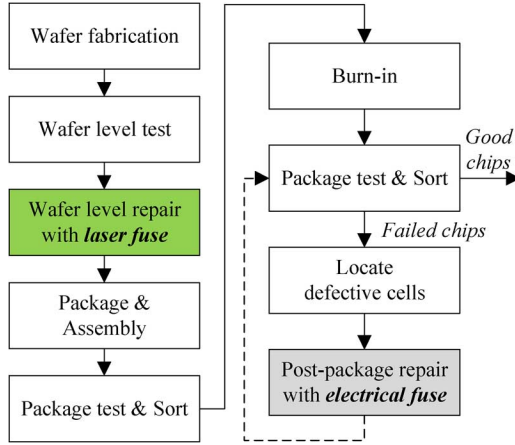 Wafer fabrication
Wafer level test
Wafer level repair
with laser fuse
Package &
Assembly
Package test & Sort
Burn-in
Package test & Sort
Good
chips
Failed chips
Locate
defective cells
Post-package repair
with electrical fuse